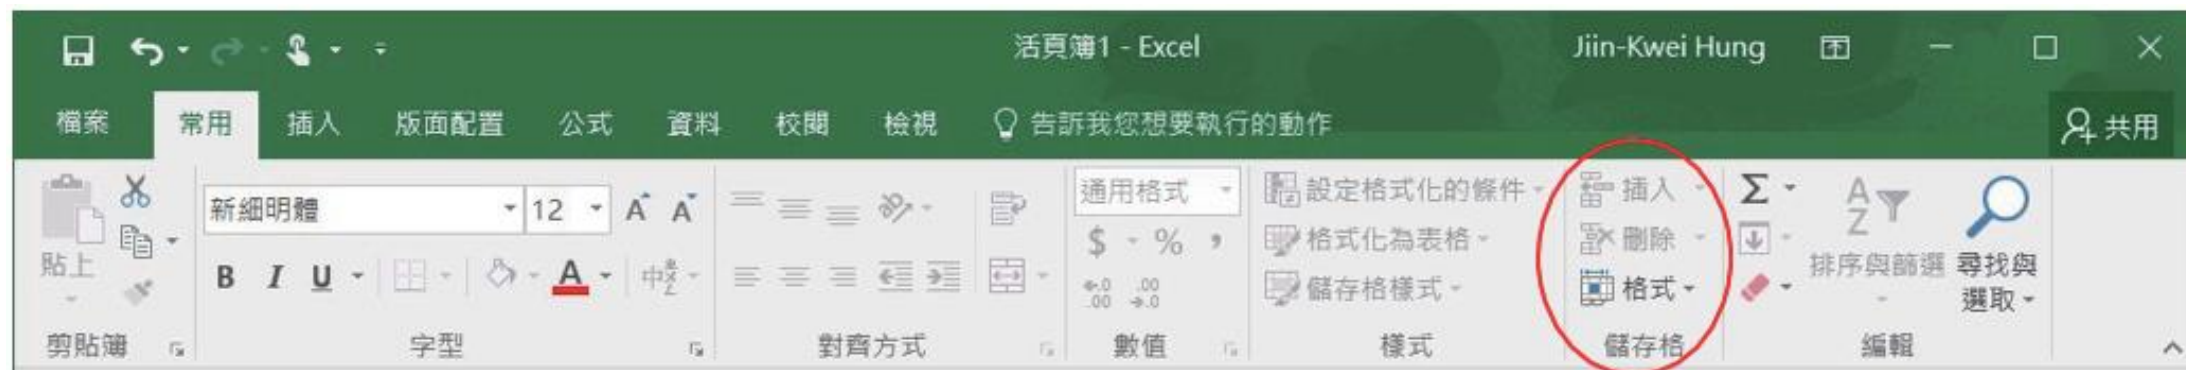 活頁簿1 - Excel Jiin-Kwei Hung
檔案 常用 插入 版面配置 公式 資料 校閱 檢視 告訴我您想要執行的動作 共用
貼上
剪貼簿
新細明體 12 A A
B I U A 中
字型
對齊方式
通用格式
$ % ,
.0 .00
.00 .0
數值
設定格式化的條件
格式化為表格
儲存格樣式
樣式
插入
刪除
格式
儲存格
Σ
A
Z
排序與篩選
尋找與
選取
編輯